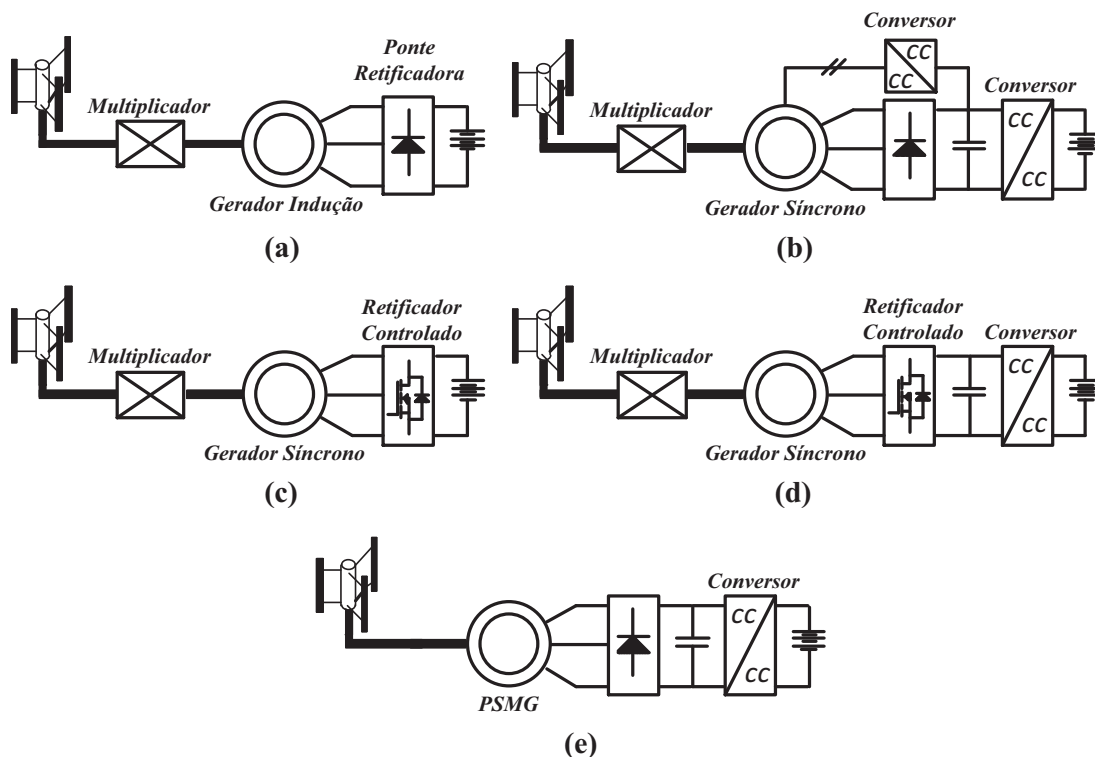 Ponte
Retificadora
Multiplicador
Gerador Indução
(a)
Conversor
CC
CC
Conversor
Multiplicador
CC
CC
Gerador Síncrono
(b)
Retificador
Controlado
Multiplicador
Gerador Síncrono
(c)
Retificador
Controlado
Conversor
Multiplicador
CC
CC
Gerador Síncrono
(d)
Conversor
CC
CC
PSMG
(e)